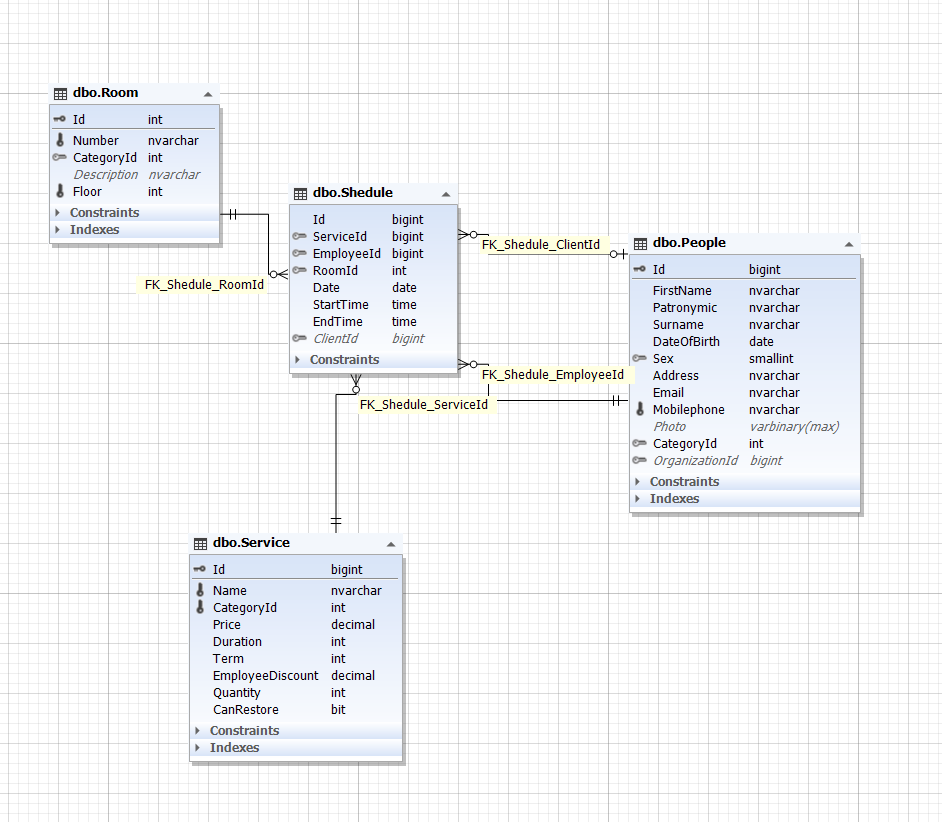 dbo.Room
Id int
Number nvarchar
CategoryId int
Description nvarchar
Floor int
Constraints
Indexes
dbo.Shedule
Id bigint
ServiceId bigint
EmployeeId bigint
RoomId int
Date date
StartTime time
EndTime time
ClientId bigint
Constraints
FK_Shedule_RoomId
FK_Shedule_ClientId
FK_Shedule_EmployeeId
FK_Shedule_ServiceId
dbo.People
Id bigint
FirstName nvarchar
Patronymic nvarchar
Surname nvarchar
DateOfBirth date
Sex smallint
Address nvarchar
Email nvarchar
Mobilephone nvarchar
Photo varbinary(max)
CategoryId int
OrganizationId bigint
Constraints
Indexes
dbo.Service
Id bigint
Name nvarchar
CategoryId int
Price decimal
Duration int
Term int
EmployeeDiscount decimal
Quantity int
CanRestore bit
Constraints
Indexes